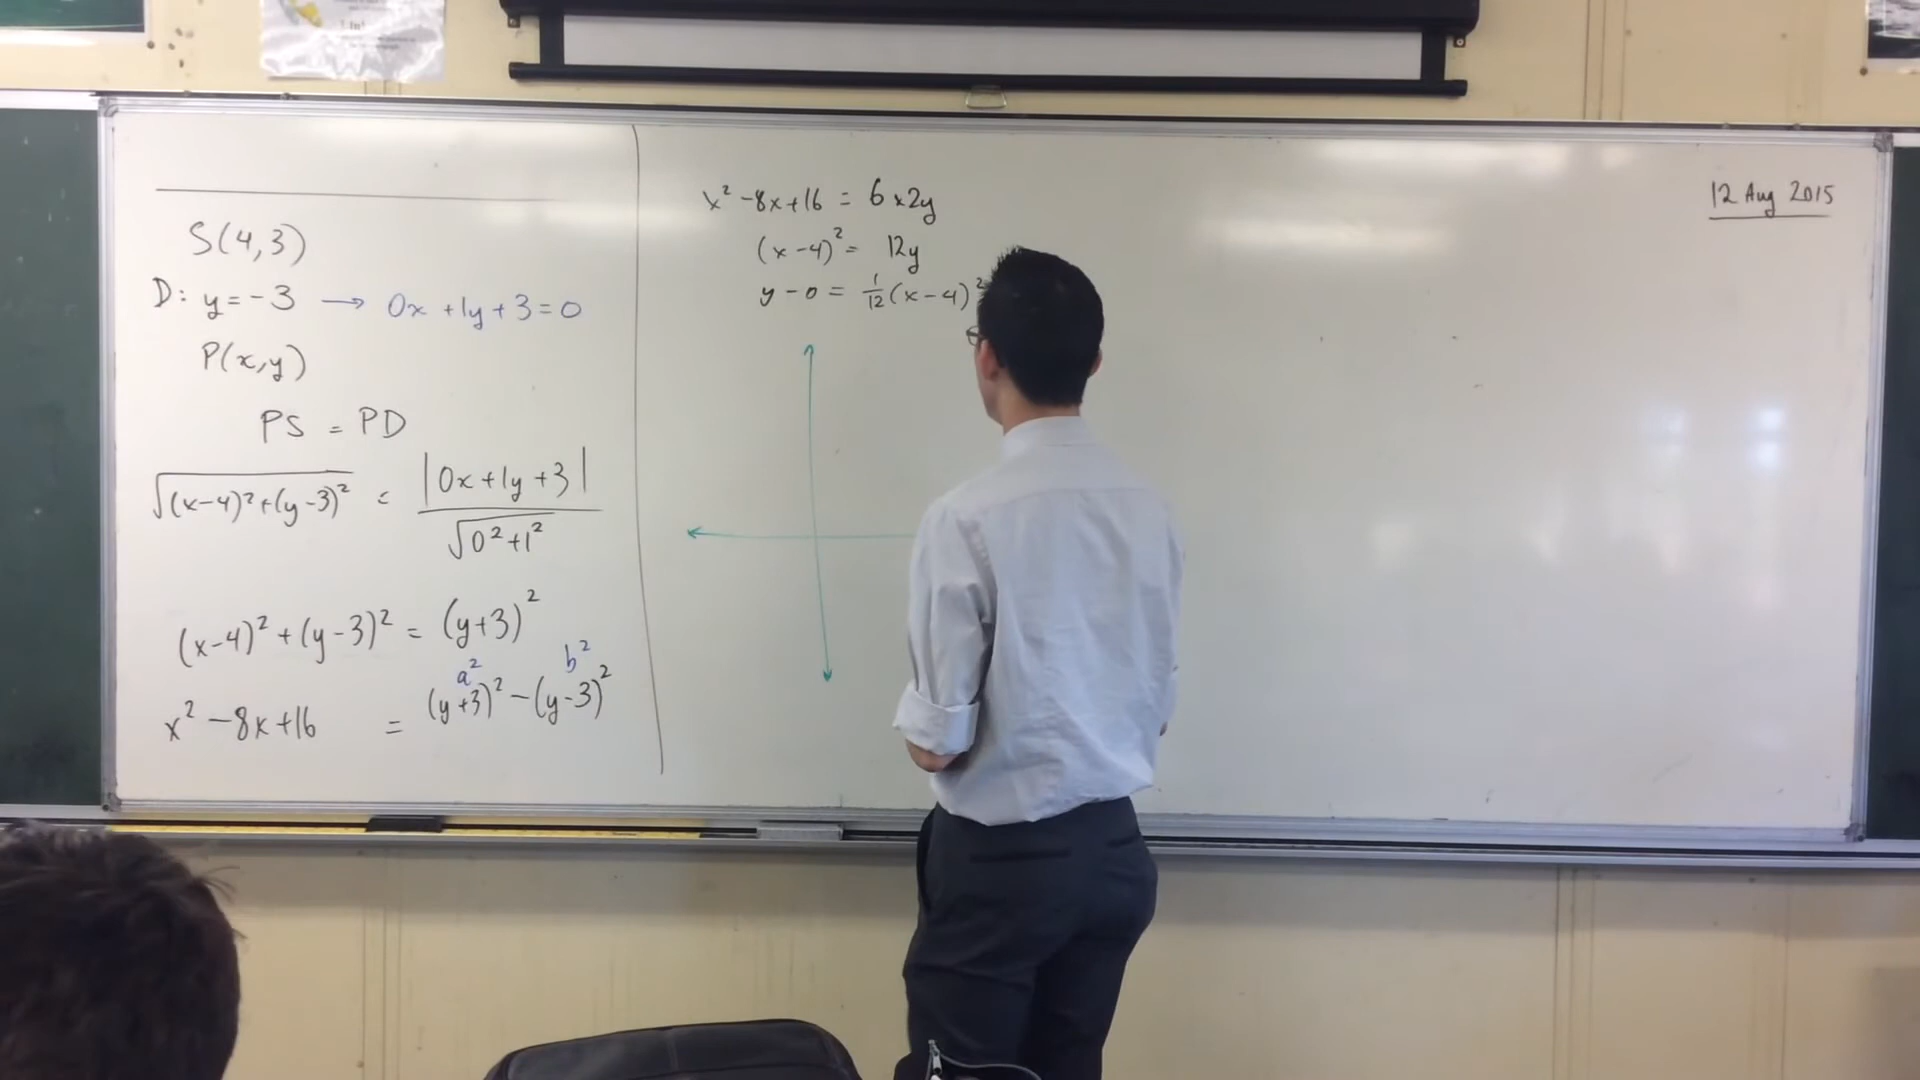 S(4,3)
D: y = -3 → 0x + 1y + 3 = 0
P(x,y)
PS = PD
√((x-4)² + (y-3)²) = |0x + 1y + 3| / √(0² + 1²)
(x-4)² + (y-3)² = (y+3)²
a² b²
x² - 8x + 16 = (y+3)² - (y-3)²
x² - 8x + 16 = 6 x 2y
(x-4)² = 12y
y - 0 = 1/12 (x-4)²
12 Aug 2015